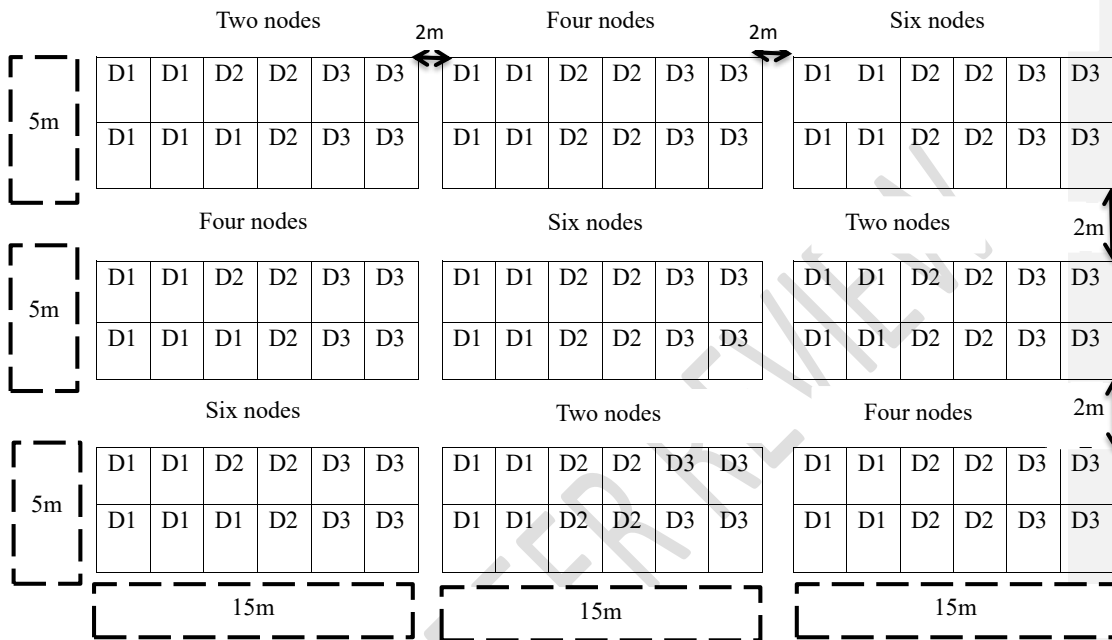 Two nodes 2m Four nodes 2m Six nodes
5m
D1 D1 D2 D2 D3 D3 D1 D1 D2 D2 D3 D3 D1 D1 D2 D2 D3 D3
D1 D1 D1 D2 D3 D3 D1 D1 D2 D2 D3 D3 D1 D1 D2 D2 D3 D3
Four nodes Six nodes Two nodes 2m
5m
D1 D1 D2 D2 D3 D3 D1 D1 D2 D2 D3 D3 D1 D1 D2 D2 D3 D3
D1 D1 D1 D2 D3 D3 D1 D1 D2 D2 D3 D3 D1 D1 D2 D2 D3 D3
Six nodes Two nodes Four nodes 2m
5m
D1 D1 D2 D2 D3 D3 D1 D1 D2 D2 D3 D3 D1 D1 D2 D2 D3 D3
D1 D1 D1 D2 D3 D3 D1 D1 D2 D2 D3 D3 D1 D1 D2 D2 D3 D3
15m 15m 15m
REVIEW